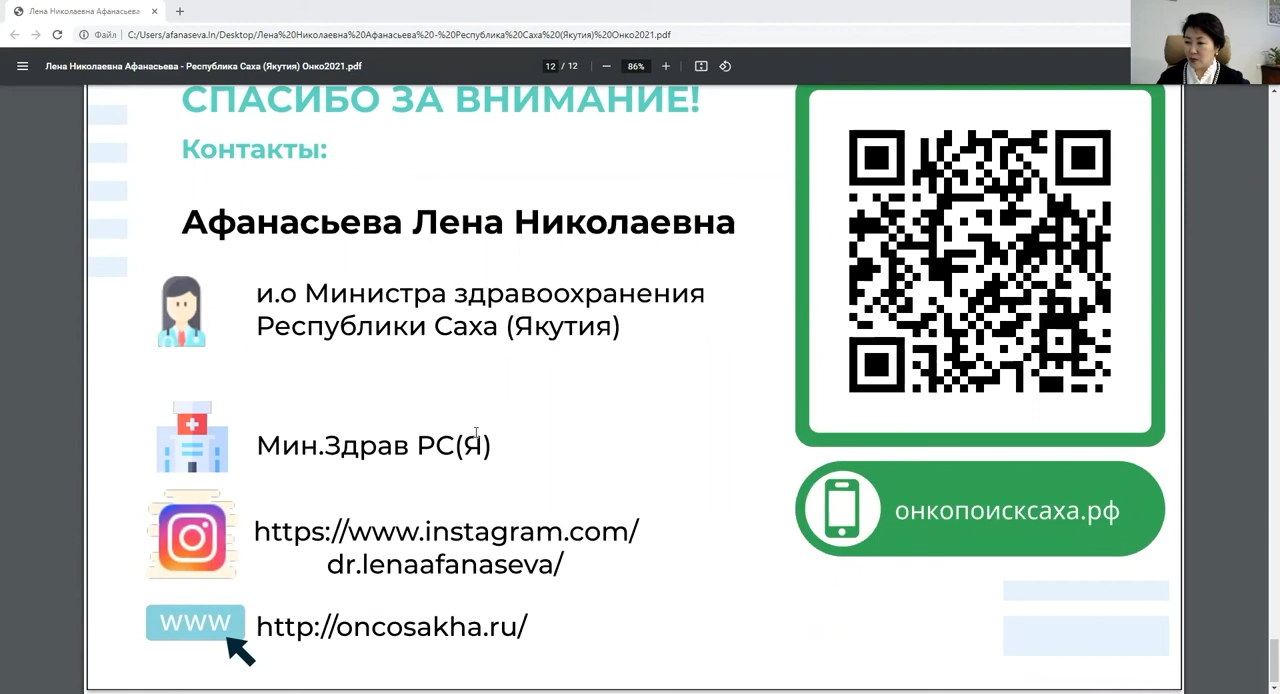 Лена Николаевна Афанасьева
Файл
C:/Users/afanaseva.ln/Desktop/Лена%20Николаевна%20Афанасьева%20-%20Республика%20Саха%20(Якутия)%20Онко2021.pdf
Лена Николаевна Афанасьева - Республика Саха (Якутия) Онко2021.pdf
12 / 12
86%
СПАСИБО ЗА ВНИМАНИЕ!
Контакты:
Афанасьева Лена Николаевна
и.о Министра здравоохранения
Республики Саха (Якутия)
Мин.Здрав РС(Я)
https://www.instagram.com/
dr.lenaafanaseva/
www
http://oncosakha.ru/
онкопоисксаха.рф